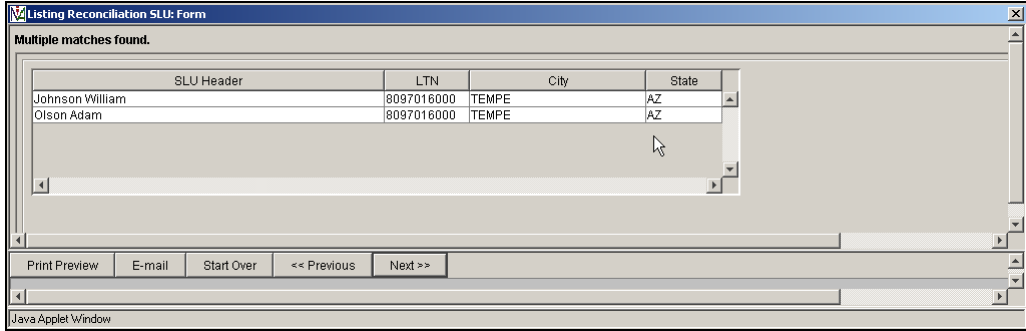 Listing Reconciliation SLU: Form
Multiple matches found.
SLU Header LTN City State
Johnson William 8097016000 TEMPE AZ
Olson Adam 8097016000 TEMPE AZ
Print Preview E-mail Start Over << Previous Next >>
Java Applet Window